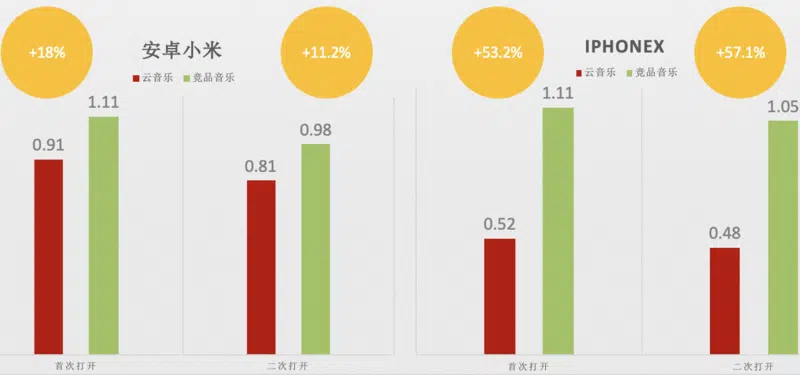 +18%
安卓小米
+11.2%
云音乐 竞品音乐
0.91
1.11
0.81
0.98
首次打开
二次打开
+53.2%
IPHONEX
+57.1%
云音乐 竞品音乐
0.52
1.11
0.48
1.05
首次打开
二次打开